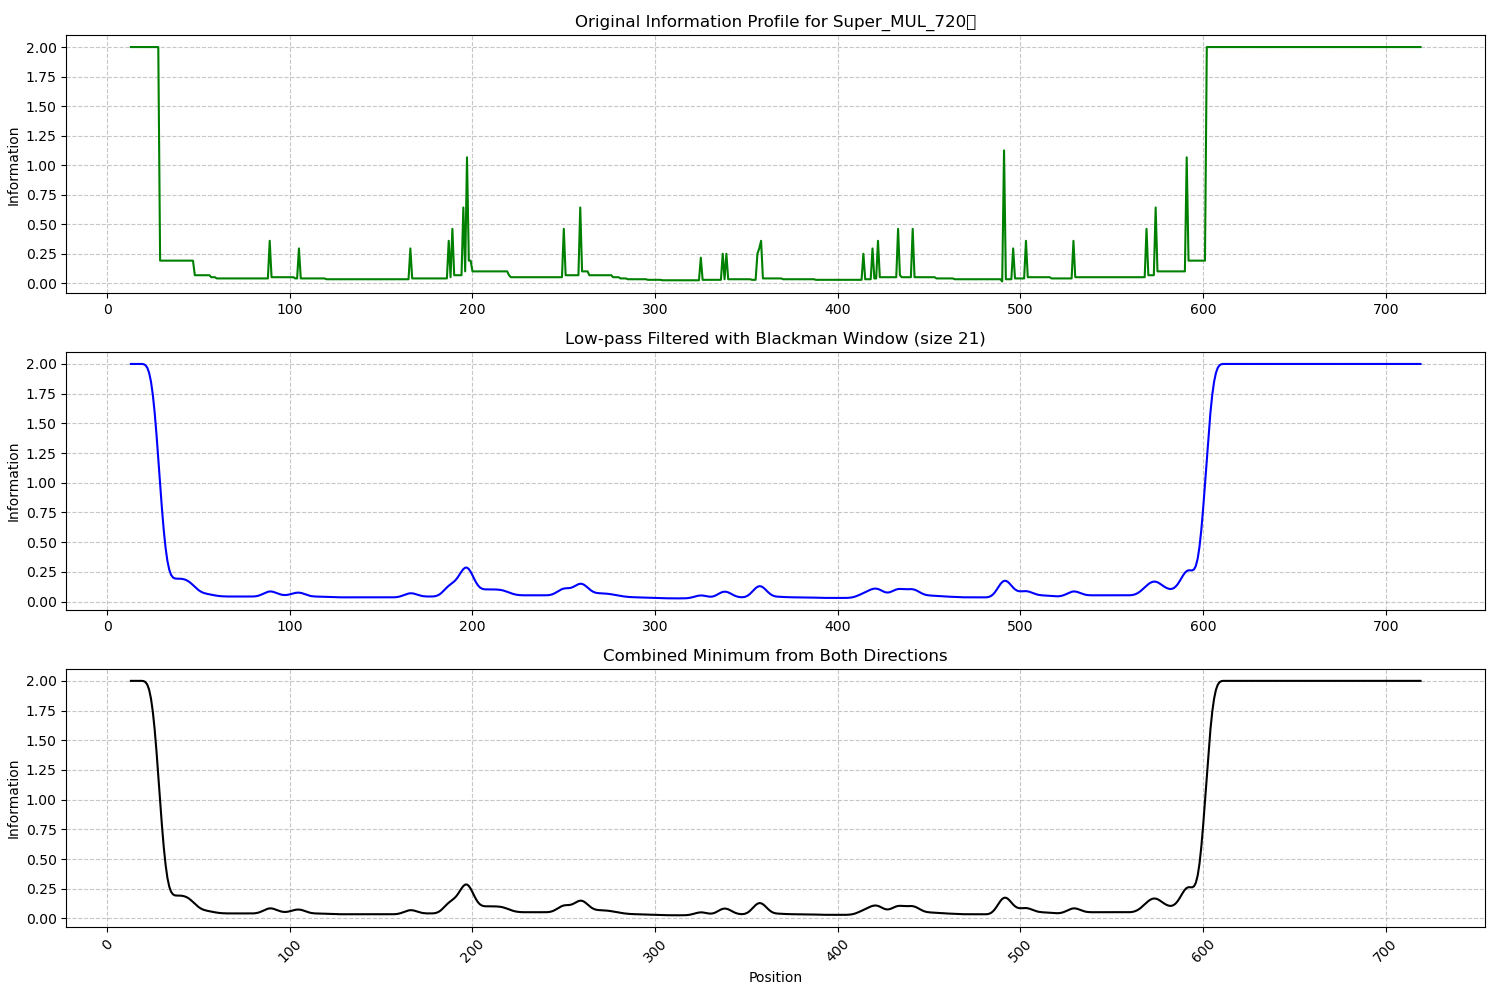 Original Information Profile for Super_MUL_720
Information
2.00
1.75
1.50
1.25
1.00
0.75
0.50
0.25
0.00
0 100 200 300 400 500 600 700
Low-pass Filtered with Blackman Window (size 21)
Information
2.00
1.75
1.50
1.25
1.00
0.75
0.50
0.25
0.00
0 100 200 300 400 500 600 700
Combined Minimum from Both Directions
Information
2.00
1.75
1.50
1.25
1.00
0.75
0.50
0.25
0.00
0 100 200 300 400 500 600 700
Position